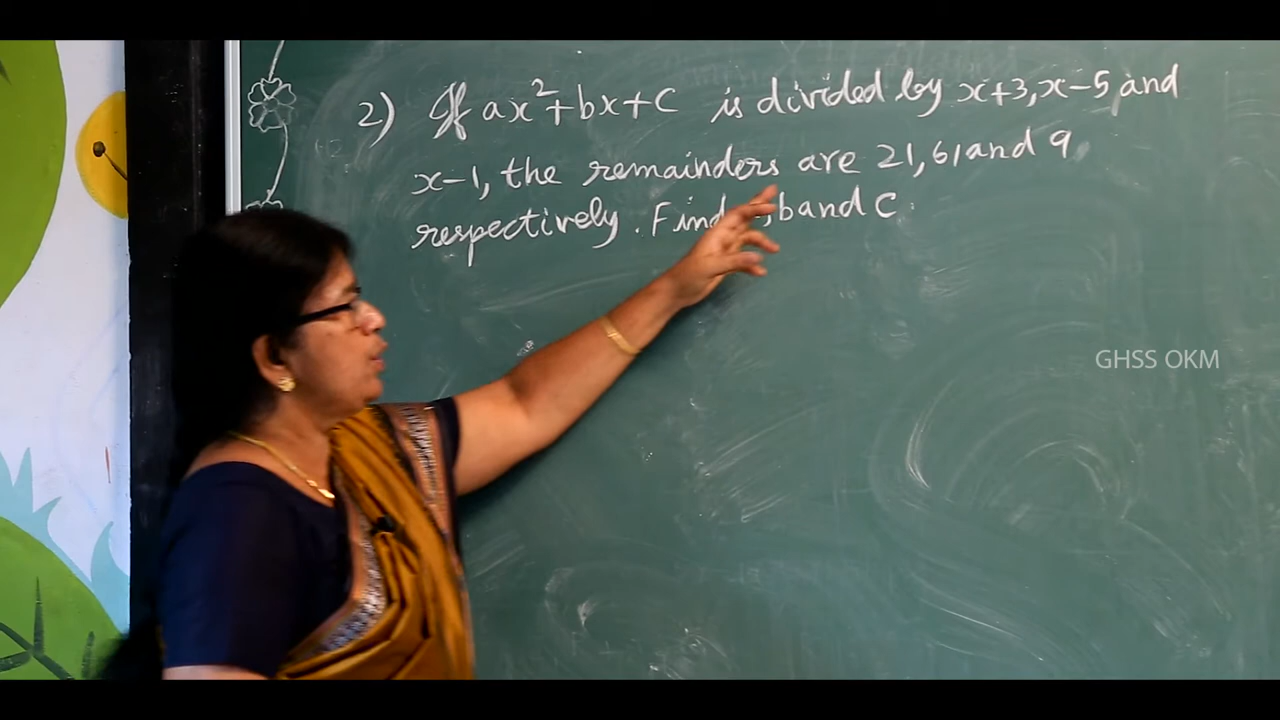 2) If ax²+bx+c is divided by x+3, x-5 and
x-1, the remainders are 21, 61 and 9
respectively. Find , b and c.
GHSS OKM